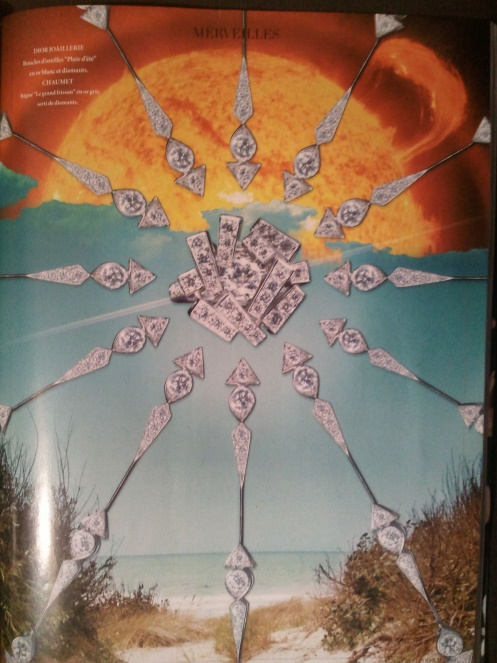 MERVEILLES
DIOR JOAILLERIE
Boucles d'oreilles "Pluie d'été"
en or blanc et diamants.
CHAUMET
Bague "Le grand frisson" en or gris,
serti de diamants.